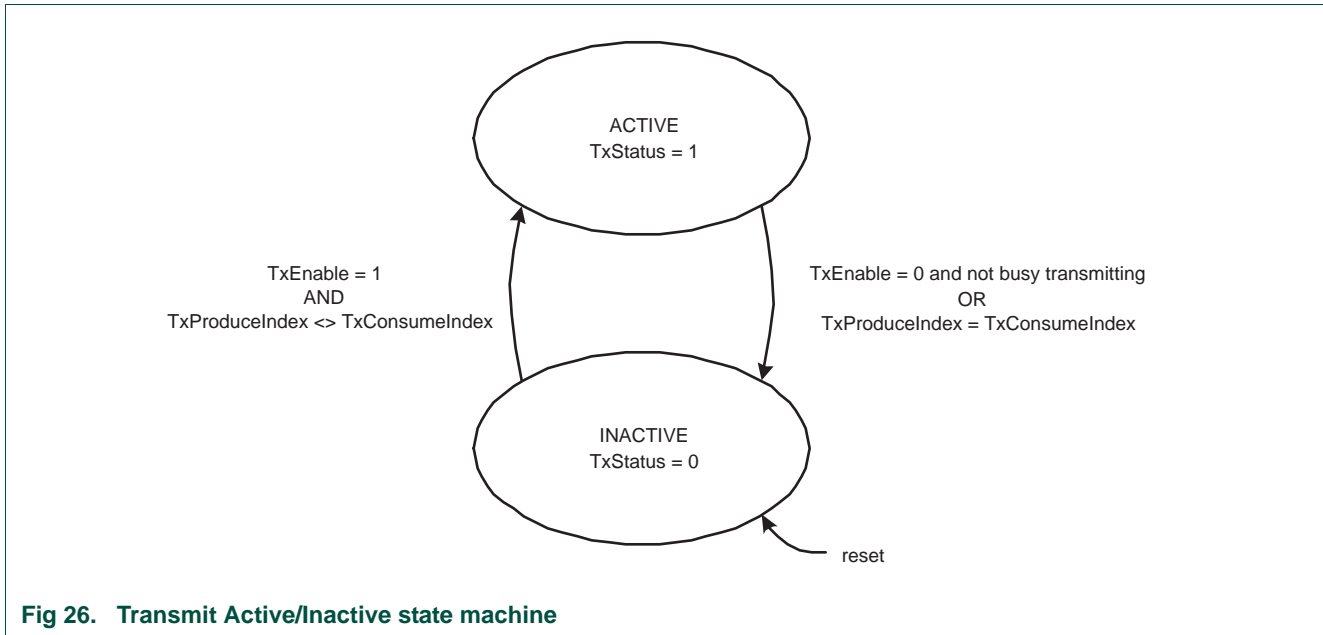 ACTIVE
TxStatus = 1
TxEnable = 1
AND
TxProduceIndex <> TxConsumeIndex
TxEnable = 0 and not busy transmitting
OR
TxProduceIndex = TxConsumeIndex
INACTIVE
TxStatus = 0
reset
Fig 26. Transmit Active/Inactive state machine